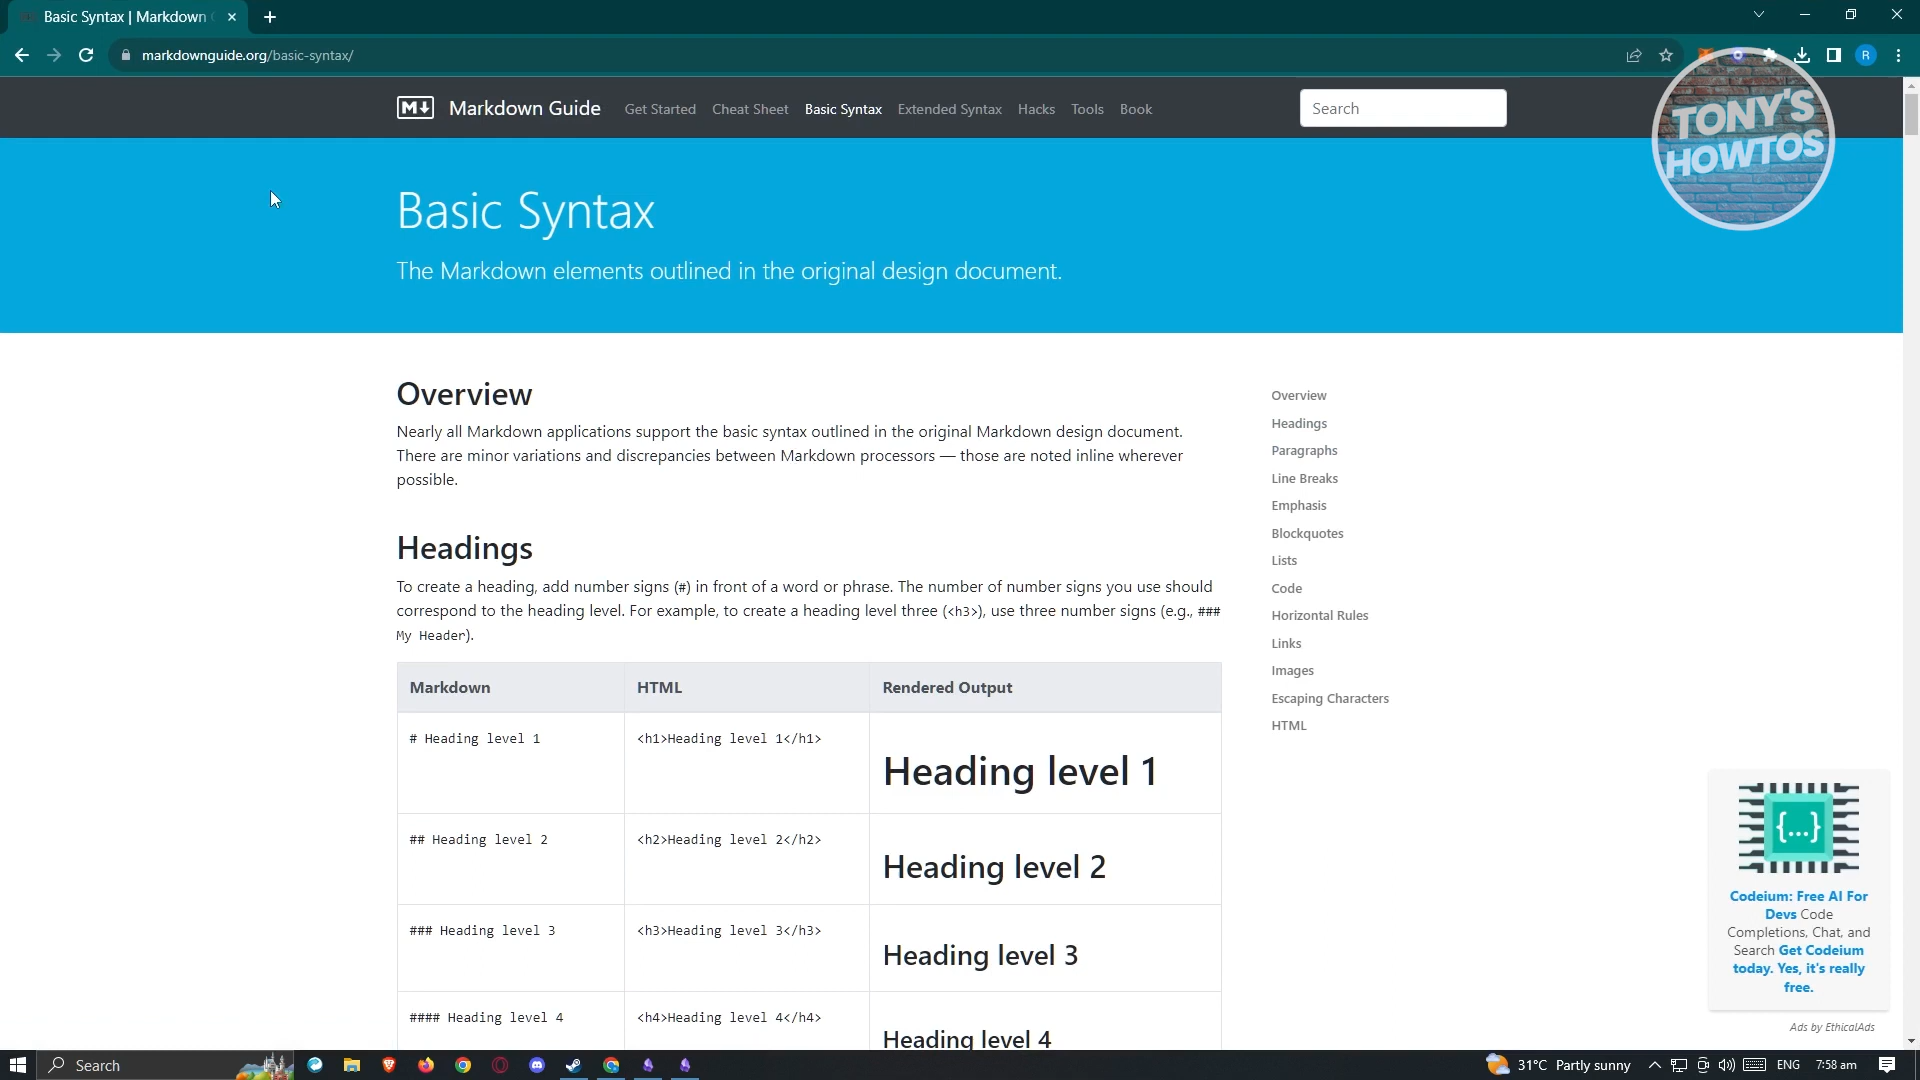 Basic Syntax | Markdown
markdownguide.org/basic-syntax/
R
M Markdown Guide Get Started Cheat Sheet Basic Syntax Extended Syntax Hacks Tools Book Search
TONY'S
HOWTOS
Basic Syntax
The Markdown elements outlined in the original design document.
Overview
Nearly all Markdown applications support the basic syntax outlined in the original Markdown design document.
There are minor variations and discrepancies between Markdown processors — those are noted inline wherever
possible.
Headings
To create a heading, add number signs (#) in front of a word or phrase. The number of number signs you use should
correspond to the heading level. For example, to create a heading level three (<h3>), use three number signs (e.g., ###
My Header).
Markdown HTML Rendered Output
# Heading level 1 <h1>Heading level 1</h1> Heading level 1
## Heading level 2 <h2>Heading level 2</h2> Heading level 2
### Heading level 3 <h3>Heading level 3</h3> Heading level 3
#### Heading level 4 <h4>Heading level 4</h4> Heading level 4
Overview
Headings
Paragraphs
Line Breaks
Emphasis
Blockquotes
Lists
Code
Horizontal Rules
Links
Images
Escaping Characters
HTML
{...}
Codeium: Free AI For
Devs Code
Completions, Chat, and
Search Get Codeium
today. Yes, it's really
free.
Ads by EthicalAds
Search 31°C Partly sunny ENG 7:58 am